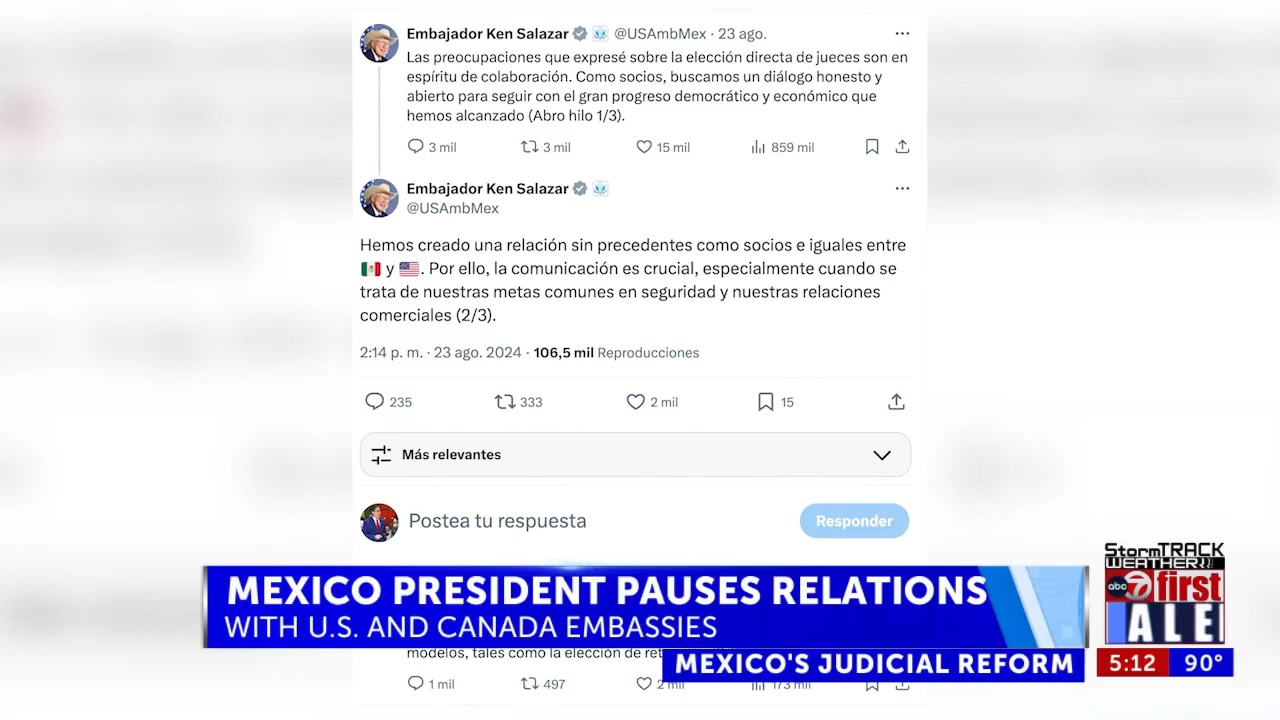 Embajador Ken Salazar @USAmbMex · 23 ago.
Las preocupaciones que expresé sobre la elección directa de jueces son en
espíritu de colaboración. Como socios, buscamos un diálogo honesto y
abierto para seguir con el gran progreso democrático y económico que
hemos alcanzado (Abro hilo 1/3).
3 mil 3 mil 15 mil 859 mil
Embajador Ken Salazar
@USAmbMex
Hemos creado una relación sin precedentes como socios e iguales entre
🇲🇽 y 🇺🇸. Por ello, la comunicación es crucial, especialmente cuando se
trata de nuestras metas comunes en seguridad y nuestras relaciones
comerciales (2/3).
2:14 p. m. · 23 ago. 2024 · 106,5 mil Reproducciones
235 333 2 mil 15
Más relevantes
Postea tu respuesta
Responder
MEXICO PRESIDENT PAUSES RELATIONS
WITH U.S. AND CANADA EMBASSIES
modelos, tales como la elección de
MEXICO'S JUDICIAL REFORM
1 mil 497 2 mil 173 mil
StormTRACK
WEATHER
abc 7 first
ALE
5:12 90°